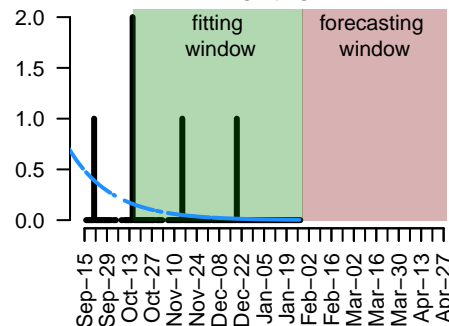 2.0
1.5
1.0
0.5
0.0
fitting
window
forecasting
window
Sep−15
Sep−29
Oct−13
Oct−27
Nov−10
Nov−24
Dec−08
Dec−22
Jan−05
Jan−19
Feb−02
Feb−16
Mar−02
Mar−16
Mar−30
Apr−13
Apr−27